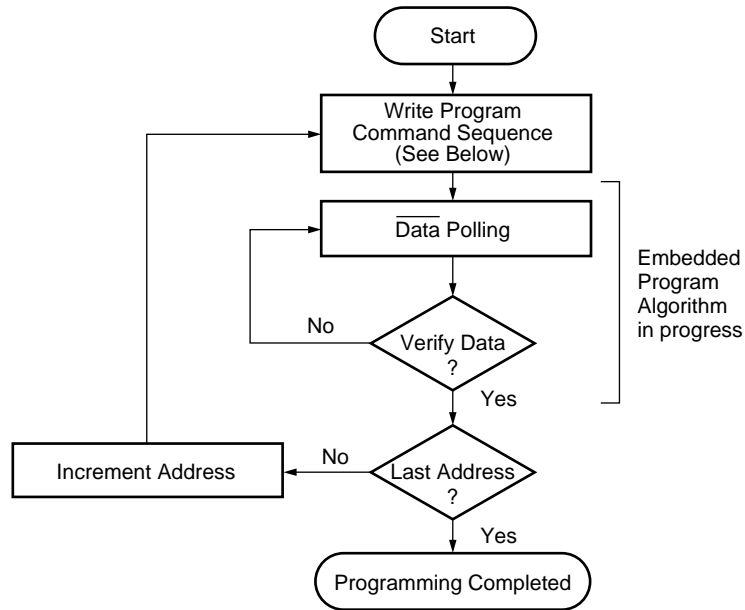 Start
Write Program
Command Sequence
(See Below)
Data Polling
Embedded
Program
Algorithm
in progress
No
Verify Data
?
Yes
Increment Address
No
Last Address
?
Yes
Programming Completed